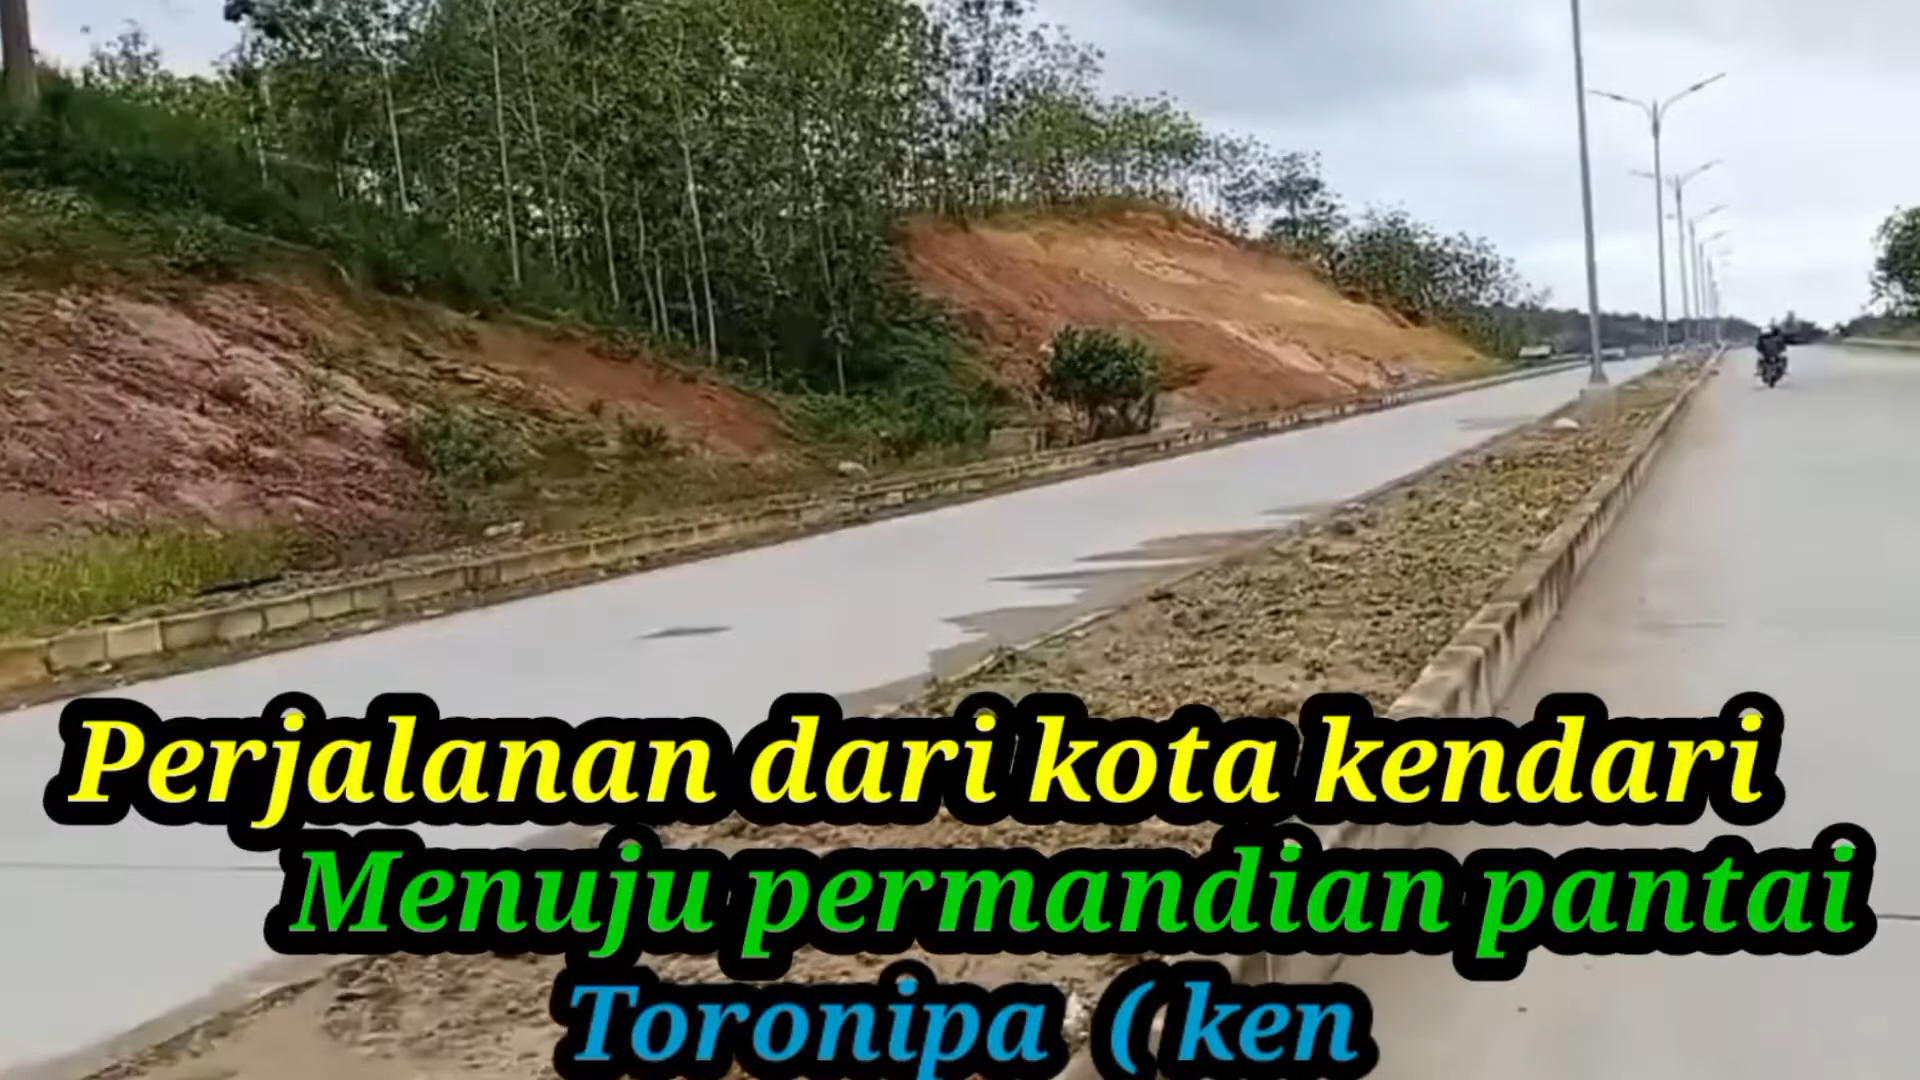 Perjalanan dari kota kendari
Menuju permandian pantai
Toronipa ( ken